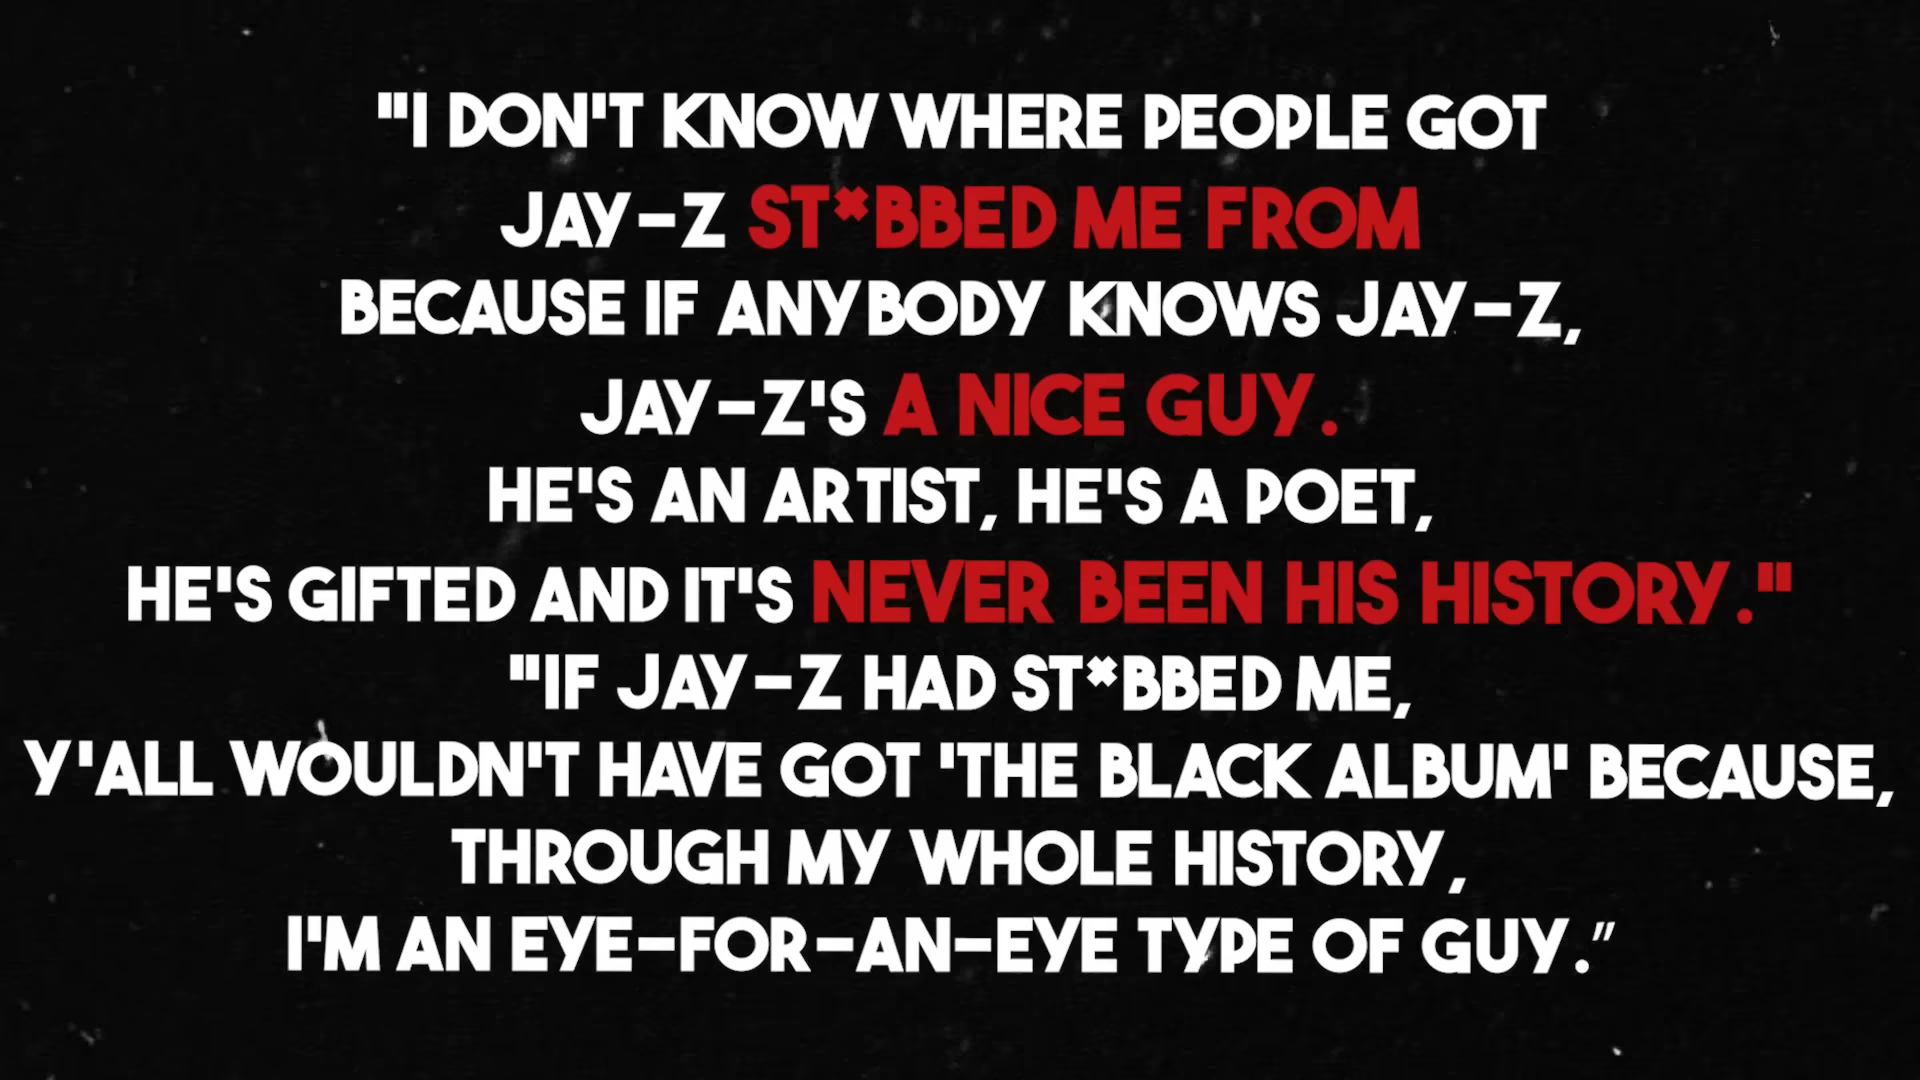 "I DON'T KNOW WHERE PEOPLE GOT
JAY-Z ST*BBED ME FROM
BECAUSE IF ANYBODY KNOWS JAY-Z,
JAY-Z'S A NICE GUY.
HE'S AN ARTIST, HE'S A POET,
HE'S GIFTED AND IT'S NEVER BEEN HIS HISTORY."
"IF JAY-Z HAD ST*BBED ME,
Y'ALL WOULDN'T HAVE GOT 'THE BLACK ALBUM' BECAUSE,
THROUGH MY WHOLE HISTORY,
I'M AN EYE-FOR-AN-EYE TYPE OF GUY.”